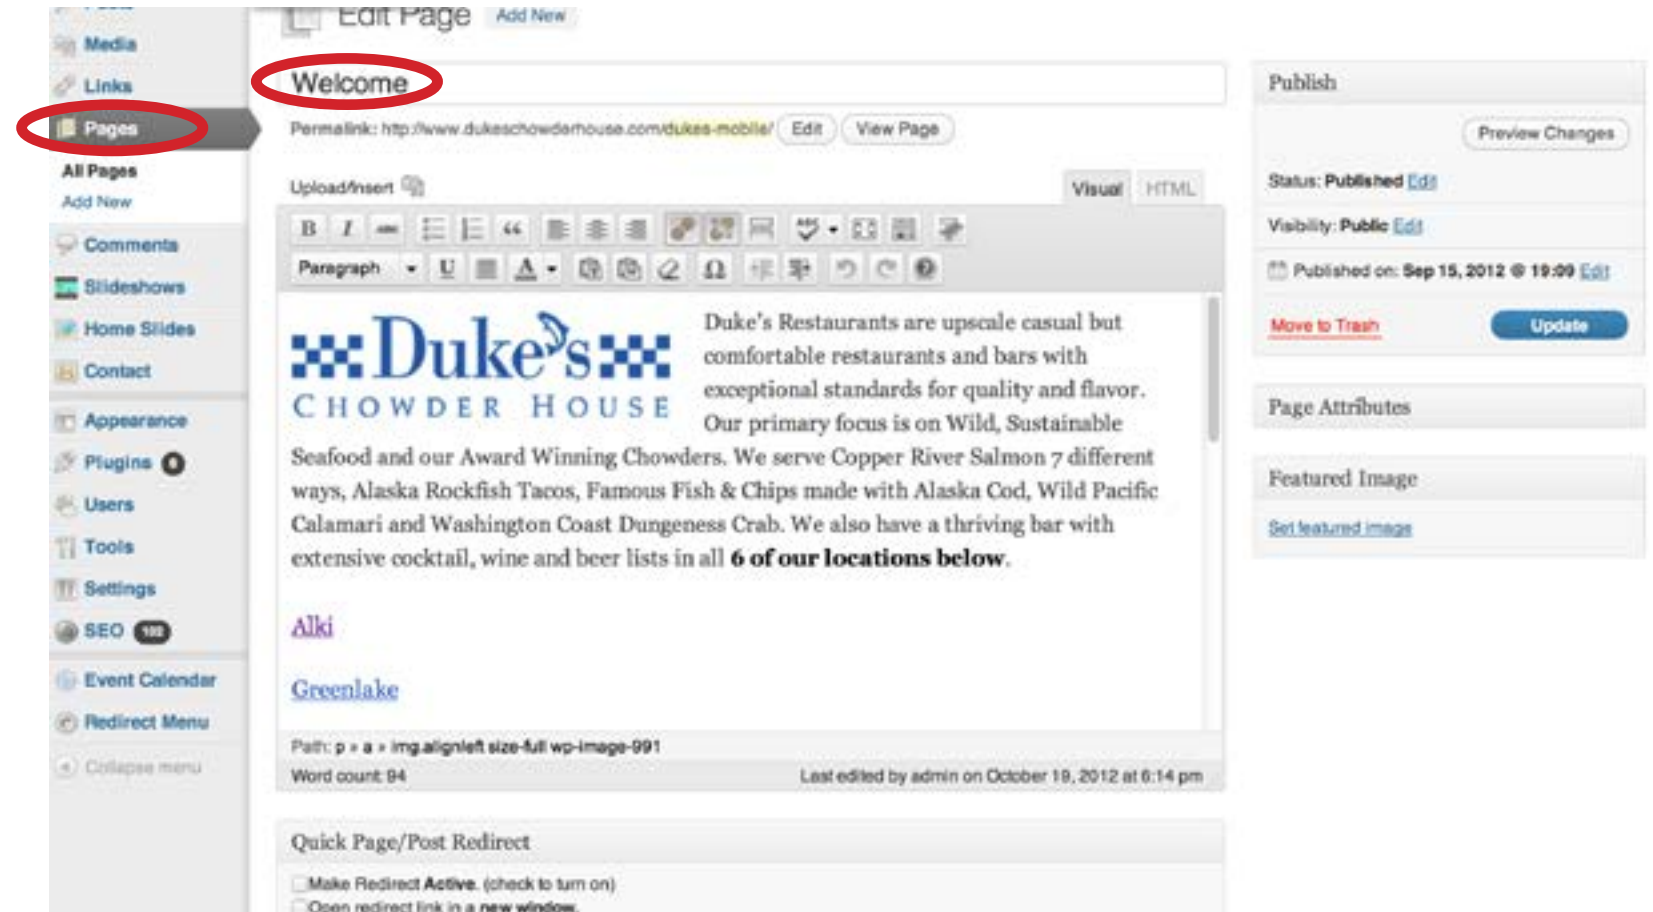 Posts
Media
Links
Pages
All Pages
Add New
Comments
Slideshows
Home Slides
Contact
Appearance
Plugins
Users
Tools
Settings
SEO
Event Calendar
Redirect Menu
Collapse menu
Edit Page Add New
Welcome
Permalink: http://www.dukeschowderhouse.com/dukes-mobile/ Edit View Page
Upload/Insert
Visual HTML
B I ABC
Paragraph U A Ω
Duke's
CHOWDER HOUSE
Duke's Restaurants are upscale casual but
comfortable restaurants and bars with
exceptional standards for quality and flavor.
Our primary focus is on Wild, Sustainable
Seafood and our Award Winning Chowders. We serve Copper River Salmon 7 different
ways, Alaska Rockfish Tacos, Famous Fish & Chips made with Alaska Cod, Wild Pacific
Calamari and Washington Coast Dungeness Crab. We also have a thriving bar with
extensive cocktail, wine and beer lists in all 6 of our locations below.
Alki
Greenlake
Path: p » a » img.alignleft size-full wp-image-991
Word count: 94 Last edited by admin on October 19, 2012 at 6:14 pm
Quick Page/Post Redirect
Make Redirect Active. (check to turn on)
Open redirect link in a new window.
Publish
Preview Changes
Status: Published Edit
Visibility: Public Edit
Published on: Sep 15, 2012 @ 19:09 Edit
Move to Trash Update
Page Attributes
Featured Image
Set featured image